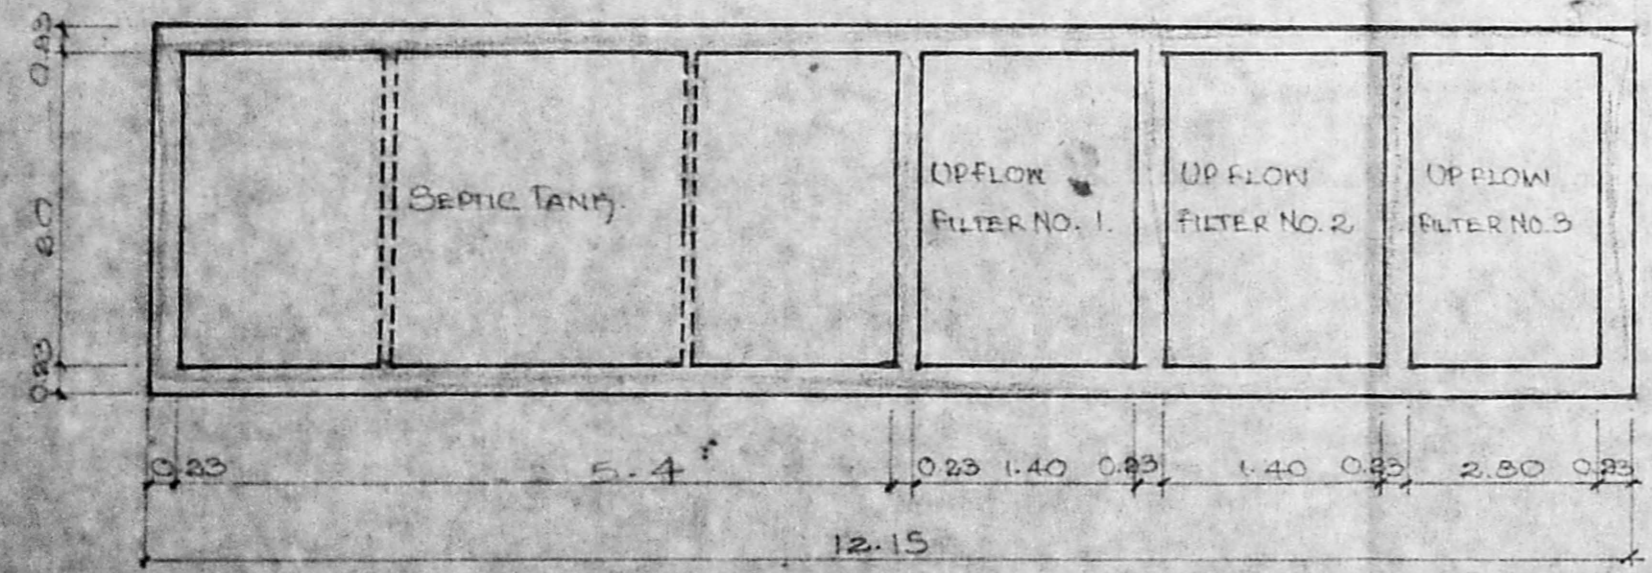 0.23
2.0
0.23
SEPTIC TANK.
UPFLOW
FILTER NO. 1.
UP FLOW
FILTER NO. 2
UP FLOW
FILTER NO. 3
0.23 5.4 0.23 1.40 0.23 1.40 0.23 2.80 0.23
12.15